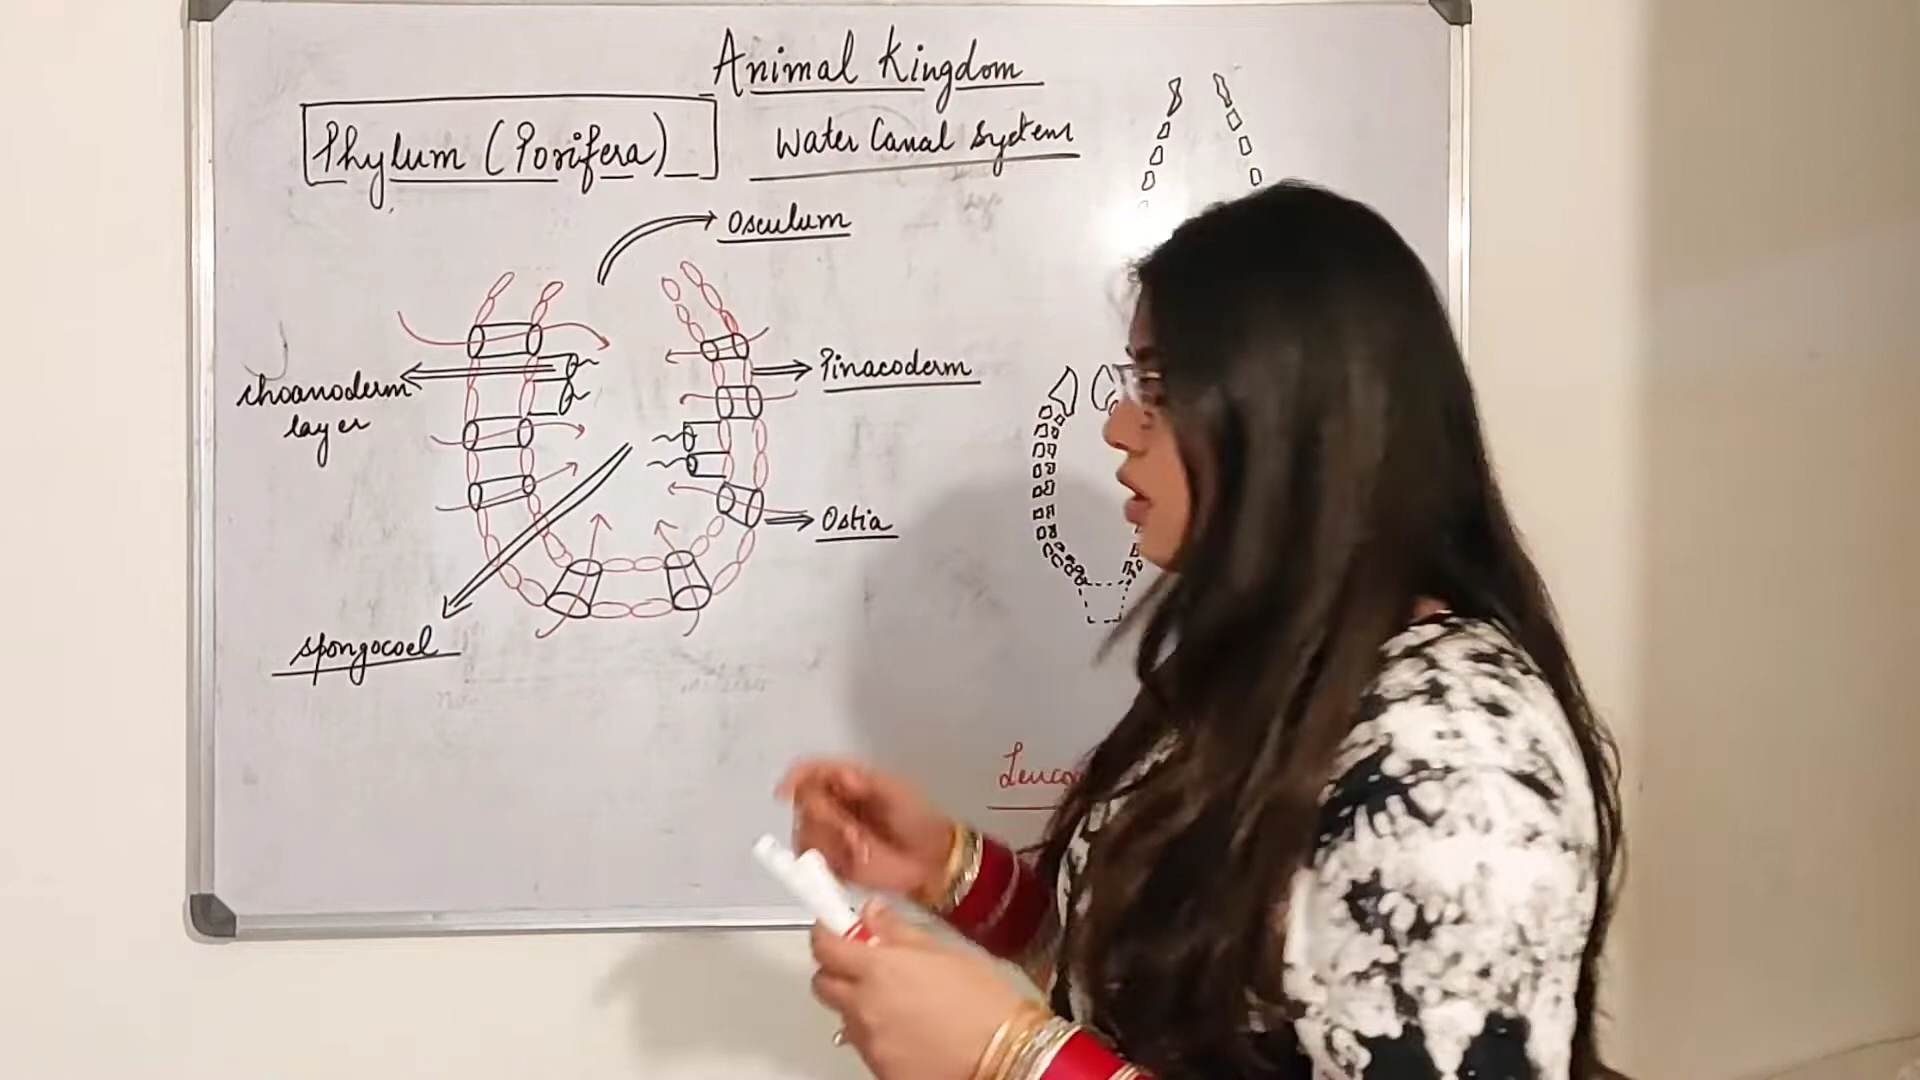 Animal Kingdom
Phylum (Porifera)
Water Canal System
Osculum
choanoderm
layer
Pinacoderm
Ostia
spongocoel